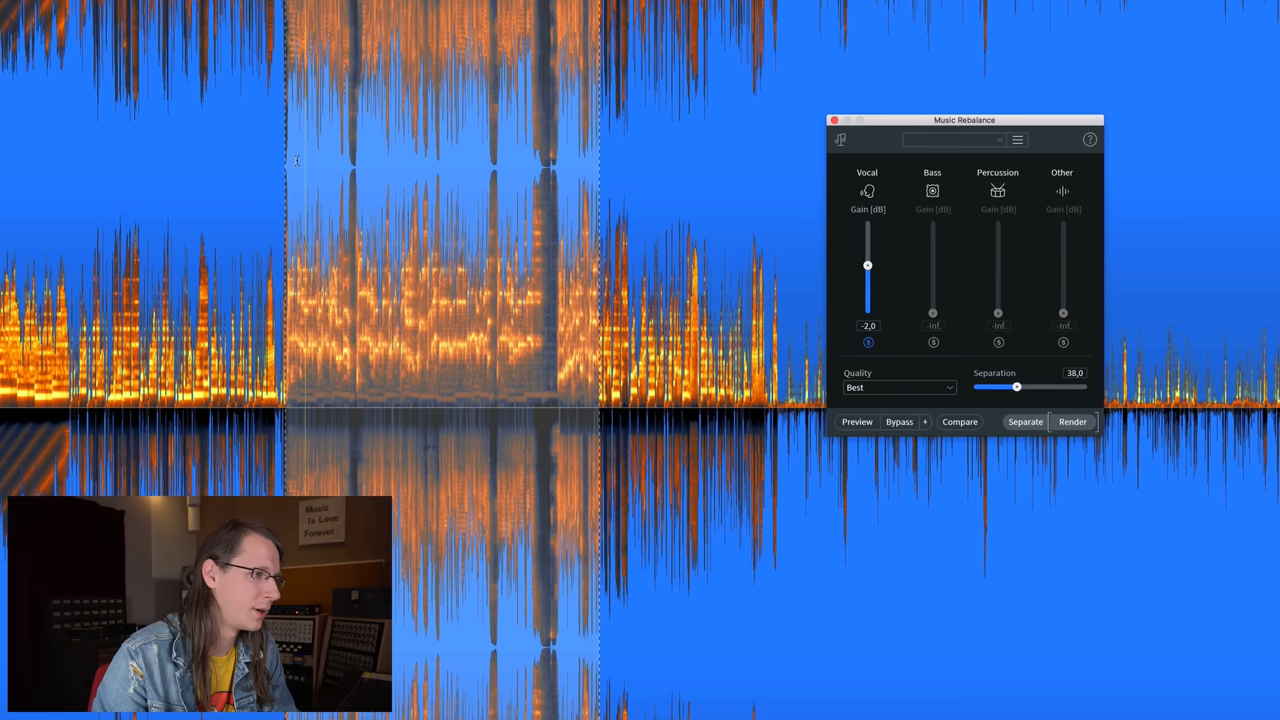 Music Rebalance
?
Vocal Bass Percussion Other
Gain [dB] Gain [dB] Gain [dB] Gain [dB]
-2,0 -Inf. -Inf. -Inf.
S S S S
Quality Separation 38,0
Best
Preview Bypass + Compare Separate Render
Music
Is Love
Forever